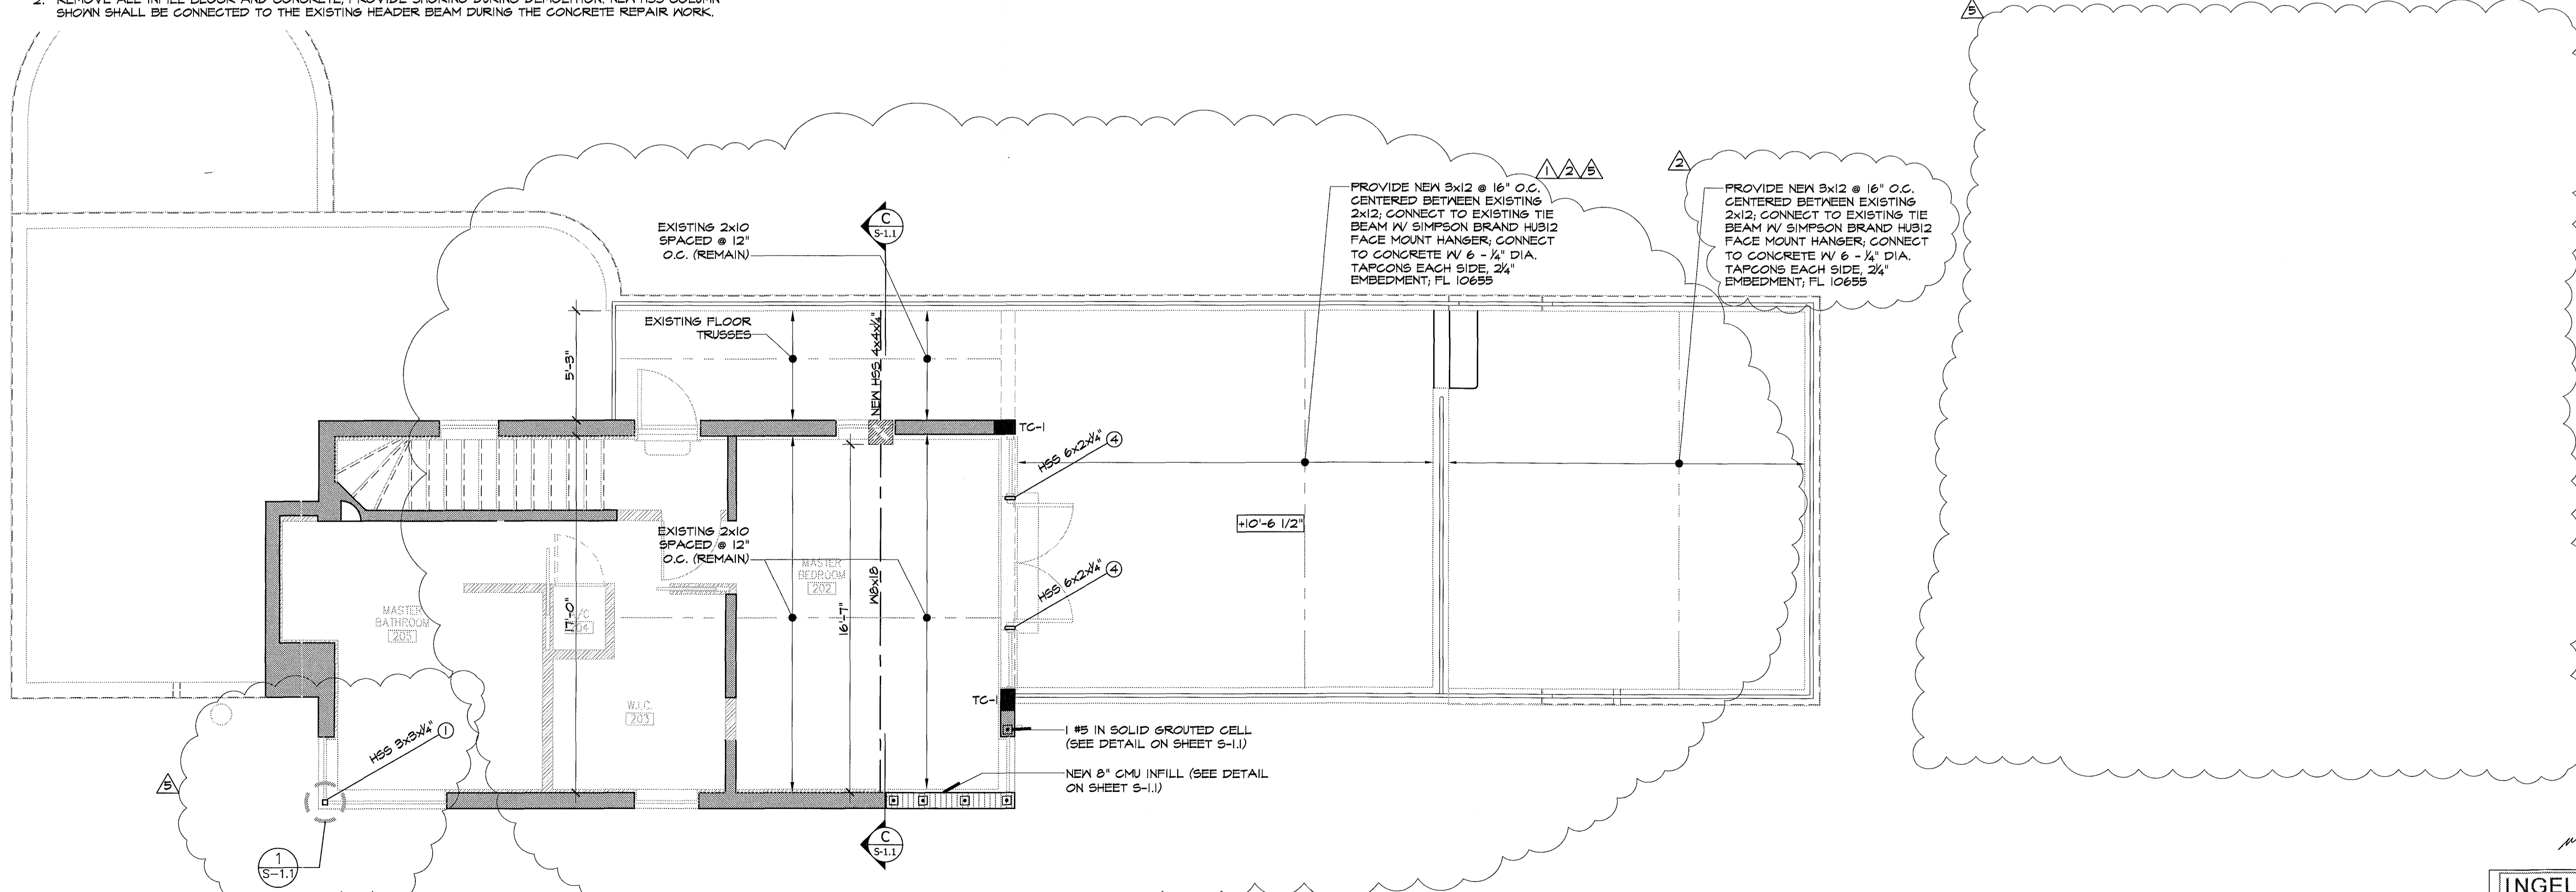 SHOWN SHALL BE CONNECTED TO THE EXISTING HEADER BEAM DURING THE CONCRETE REPAIR WORK.
5
1 2 5
2
PROVIDE NEW 3x12 @ 16" O.C.
CENTERED BETWEEN EXISTING
2x12; CONNECT TO EXISTING TIE
BEAM W/ SIMPSON BRAND HU312
FACE MOUNT HANGER; CONNECT
TO CONCRETE W/ 6 - 1/4" DIA.
TAPCONS EACH SIDE, 2 1/4"
EMBEDMENT; FL 10655
PROVIDE NEW 3x12 @ 16" O.C.
CENTERED BETWEEN EXISTING
2x12; CONNECT TO EXISTING TIE
BEAM W/ SIMPSON BRAND HU312
FACE MOUNT HANGER; CONNECT
TO CONCRETE W/ 6 - 1/4" DIA.
TAPCONS EACH SIDE, 2 1/4"
EMBEDMENT; FL 10655
C
S-1.1
EXISTING 2x10
SPACED @ 12"
O.C. (REMAIN)
EXISTING FLOOR
TRUSSES
5'-3"
NEW HSS 4x4x1/4"
TC-1
HSS 6x2x1/4" 4
+10'-6 1/2"
EXISTING 2x10
SPACED @ 12"
O.C. (REMAIN)
MASTER
BEDROOM
202
W8x18
16'-7"
17'-0"
HSS 6x2x1/4" 4
MASTER
BATHROOM
205
W.I.C.
203
TC-1
HSS 3x3x1/4" 1
5
1 #5 IN SOLID GROUTED CELL
(SEE DETAIL ON SHEET S-1.1)
NEW 8" CMU INFILL (SEE DETAIL
ON SHEET S-1.1)
C
S-1.1
1
S-1.1
INGEL